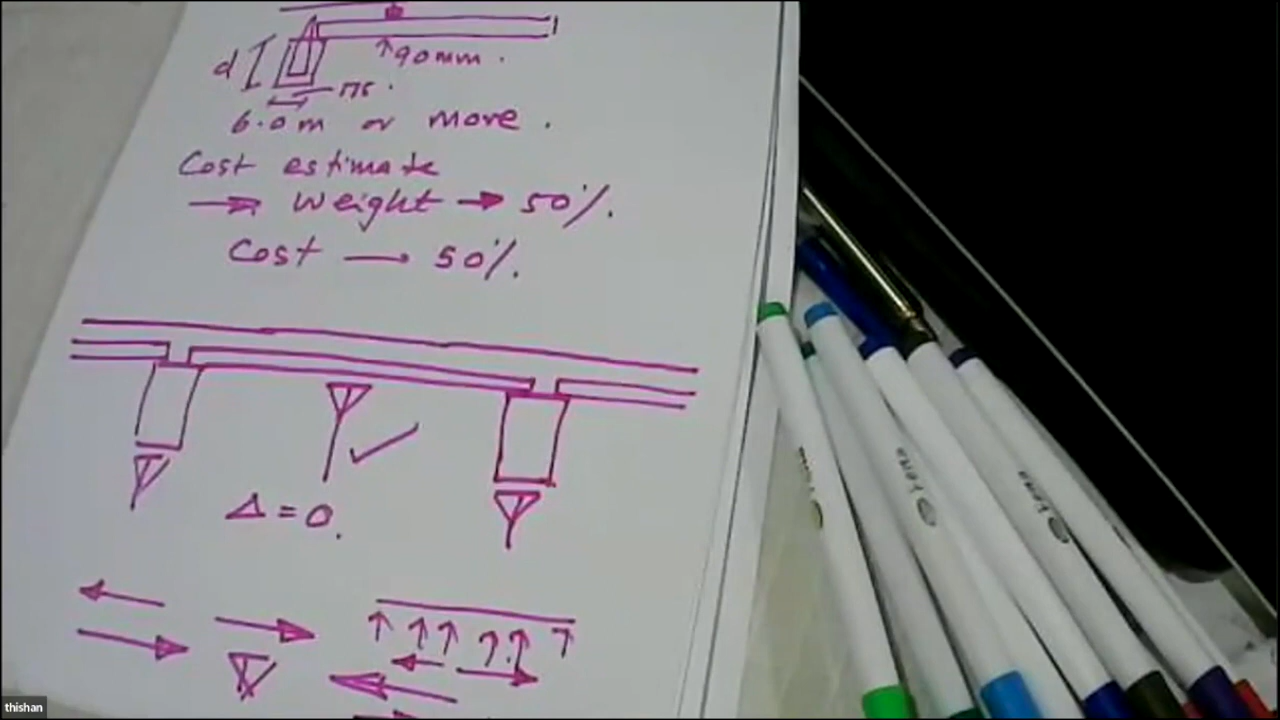 90mm.
d
175.
6.0m or more.
Cost estimate
→ Weight → 50%.
Cost — 50%.
Δ = 0.
thishan